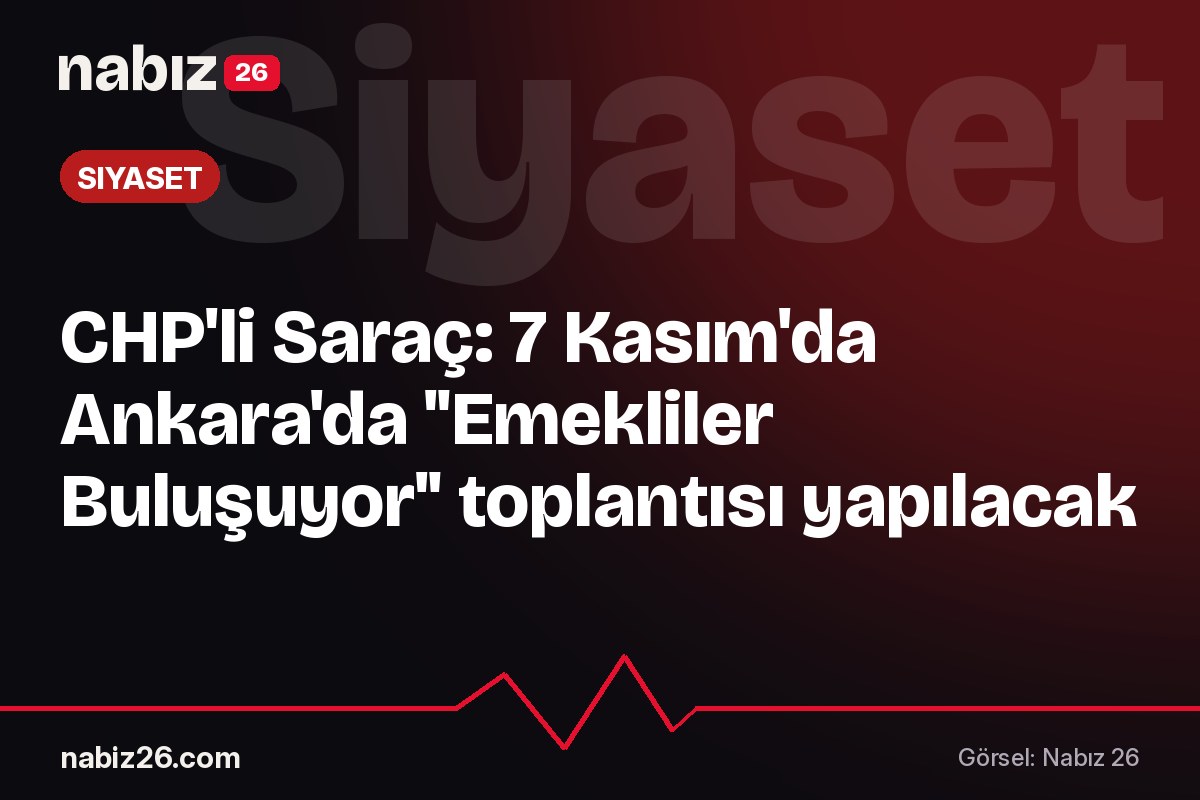 Siyaset
nabız 26
SIYASET
CHP'li Saraç: 7 Kasım'da
Ankara'da "Emekliler
Buluşuyor" toplantısı yapılacak
nabiz26.com
Görsel: Nabız 26